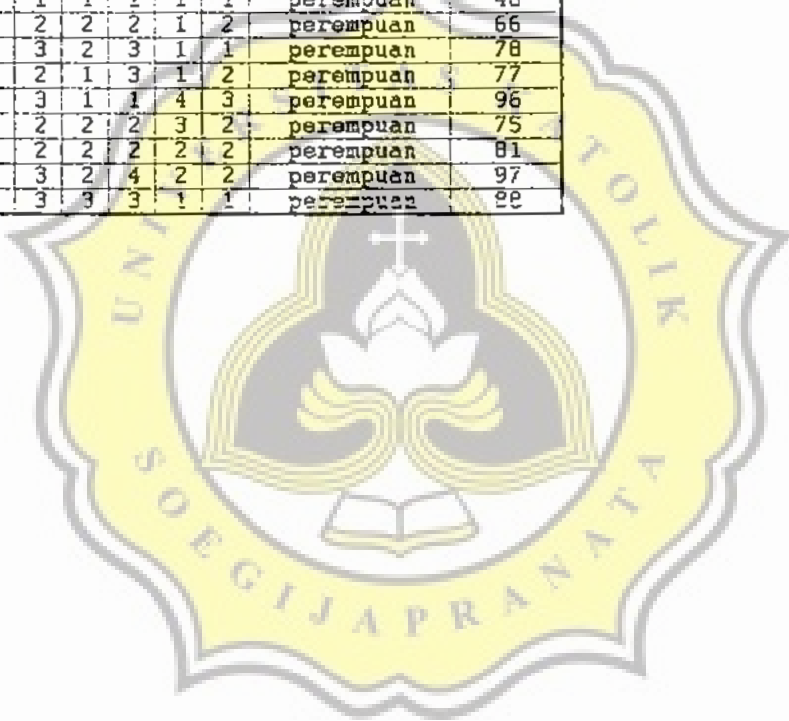 2 2 2 1 2 perempuan 66
3 2 3 1 1 perempuan 78
2 1 3 1 2 perempuan 77
3 1 1 4 3 perempuan 96
2 2 2 3 2 perempuan 75
2 2 2 2 2 perempuan 81
3 2 4 2 2 perempuan 97
3 3 3 1 1 perempuan
UNIVERSITAS KATOLIK
SOEGIJAPRANATA